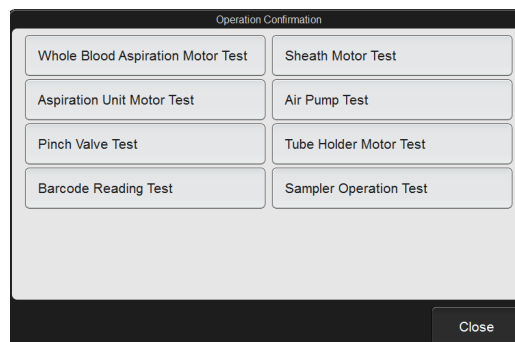 Operation Confirmation
Whole Blood Aspiration Motor Test
Sheath Motor Test
Aspiration Unit Motor Test
Air Pump Test
Pinch Valve Test
Tube Holder Motor Test
Barcode Reading Test
Sampler Operation Test
Close